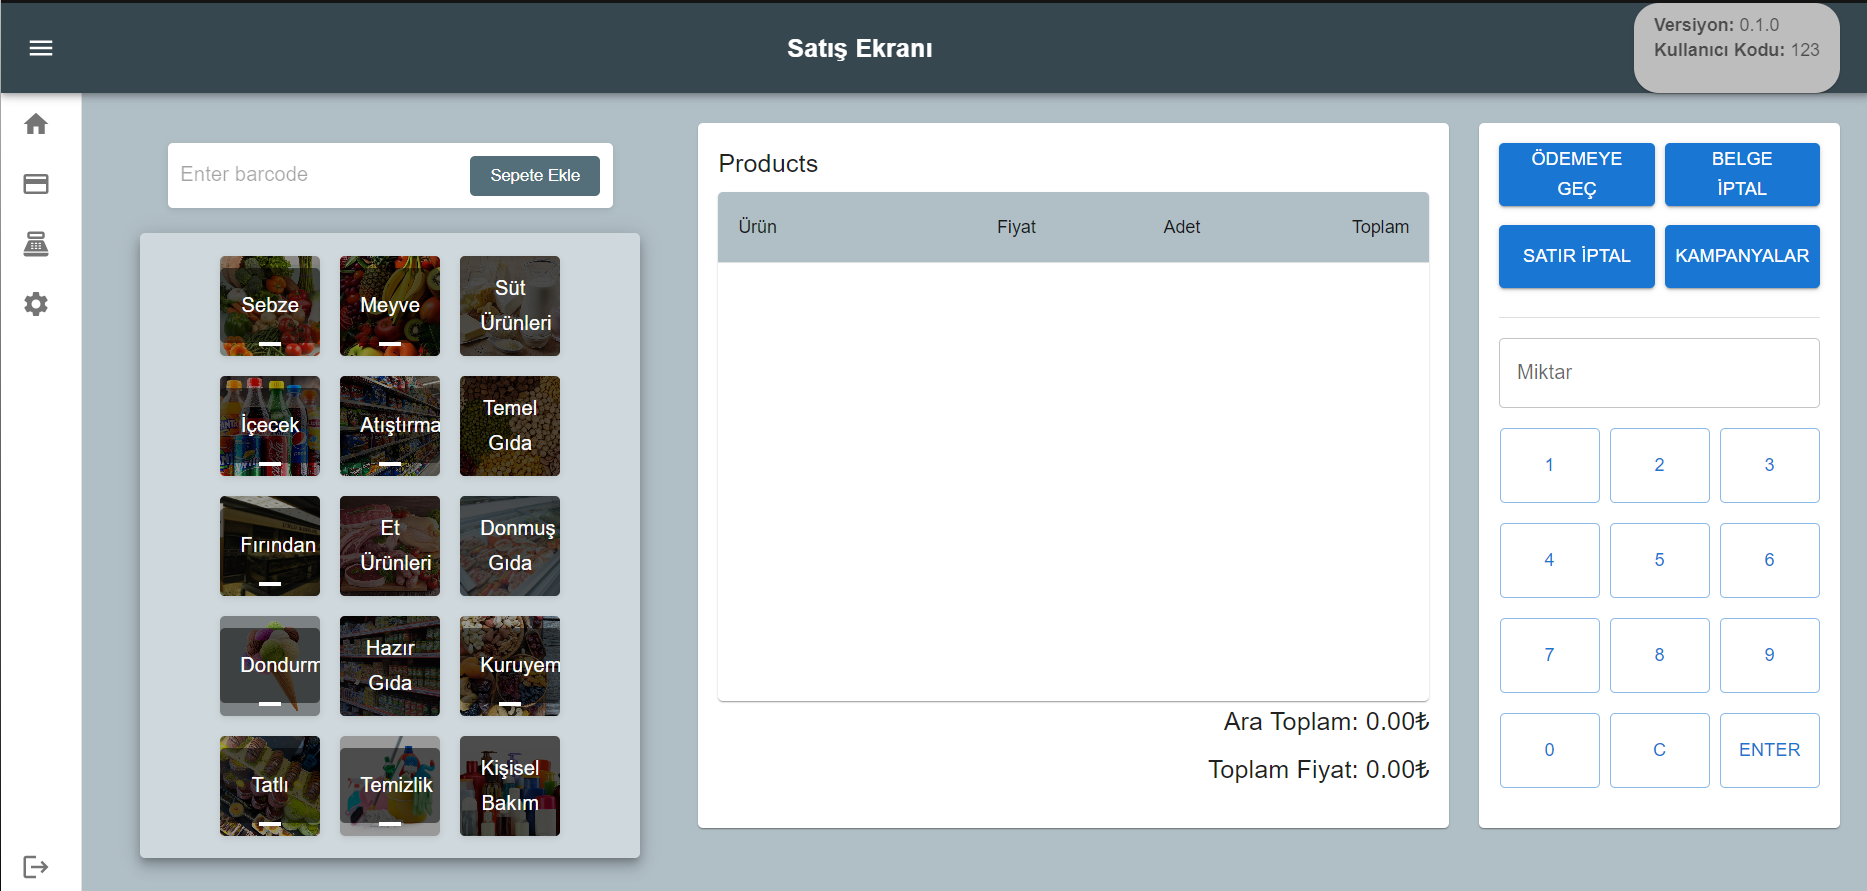 Satış Ekranı
Versiyon: 0.1.0
Kullanıcı Kodu: 123
Enter barcode
Sepete Ekle
Sebze
Meyve
Süt
Ürünleri
İçecek
Atıştırma
Temel
Gıda
Fırından
Et
Ürünleri
Donmuş
Gıda
Dondurm
Hazır
Gıda
Kuruyem
Tatlı
Temizlik
Kişisel
Bakım
Products
Ürün Fiyat Adet Toplam
Ara Toplam: 0.00₺
Toplam Fiyat: 0.00₺
ÖDEMEYE
GEÇ
BELGE
İPTAL
SATIR İPTAL
KAMPANYALAR
Miktar
1 2 3
4 5 6
7 8 9
0 C ENTER